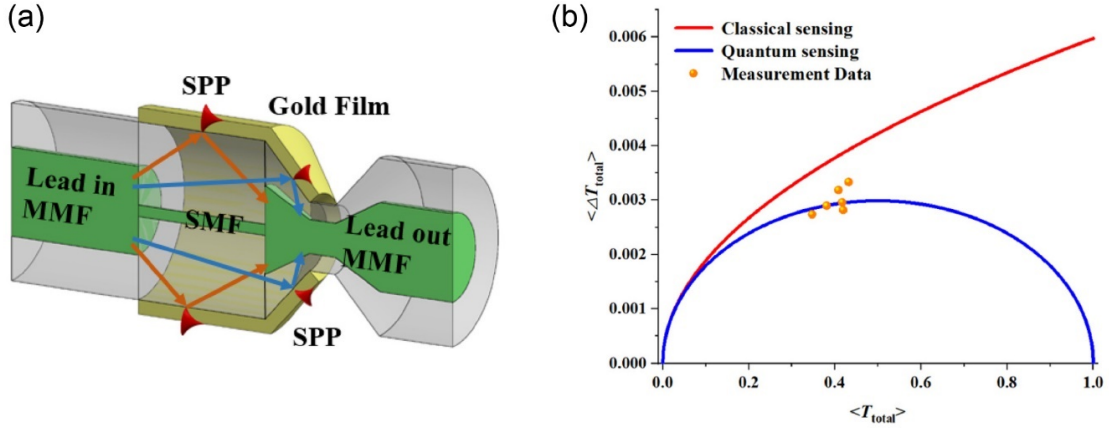 (a)
SPP
Gold Film
Lead in
MMF
SMF
Lead out
MMF
SPP
(b)
Classical sensing
Quantum sensing
Measurement Data
<ΔT_total>
0.006
0.005
0.004
0.003
0.002
0.001
0.000
0.0 0.2 0.4 0.6 0.8 1.0
<T_total>